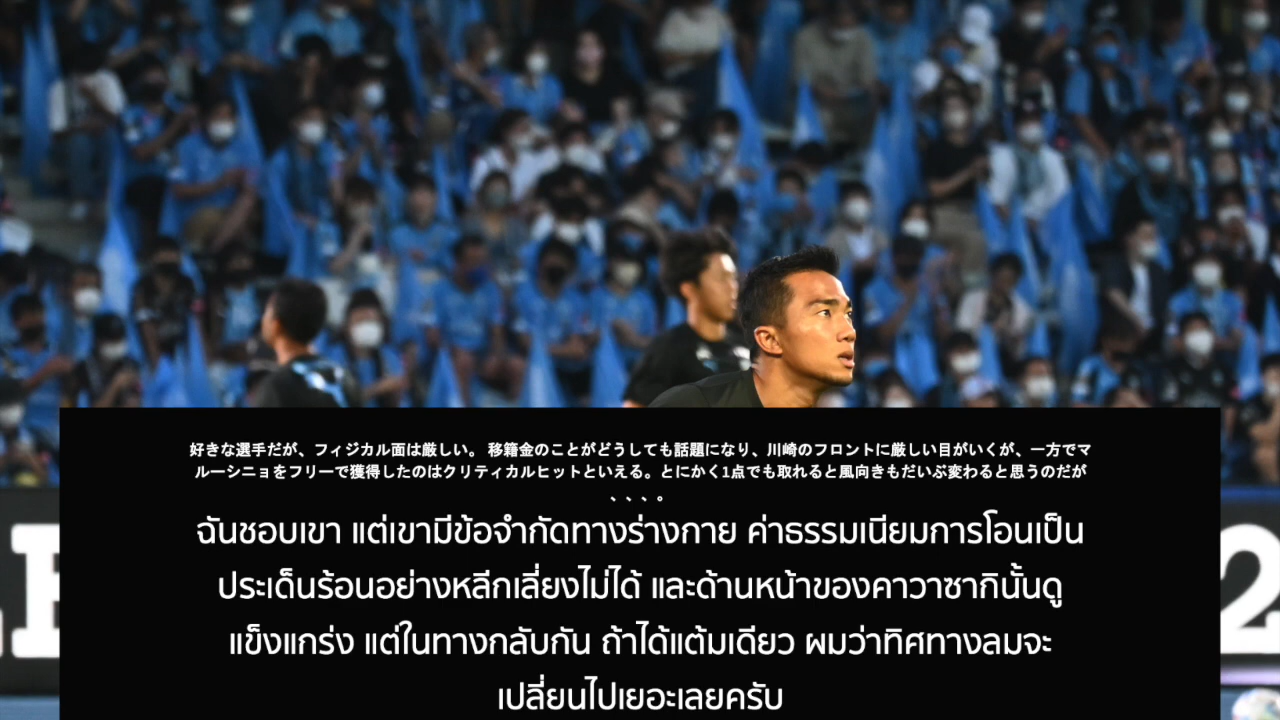 好きな選手だが、フィジカル面は厳しい。 移籍金のことがどうしても話題になり、川崎のフロントに厳しい目がいくが、一方でマ
ルーシニョをフリーで獲得したのはクリティカルヒットといえる。とにかく1点でも取れると風向きもだいぶ変わると思うのだが
、、、。
ฉันชอบเขา แต่เขามีข้อจำกัดทางร่างกาย ค่าธรรมเนียมการโอนเป็น
ประเด็นร้อนอย่างหลีกเลี่ยงไม่ได้ และด้านหน้าของคาวาซากินั้นดู
แข็งแกร่ง แต่ในทางกลับกัน ถ้าได้แต้มเดียว ผมว่าทิศทางลมจะ
เปลี่ยนไปเยอะเลยครับ
2